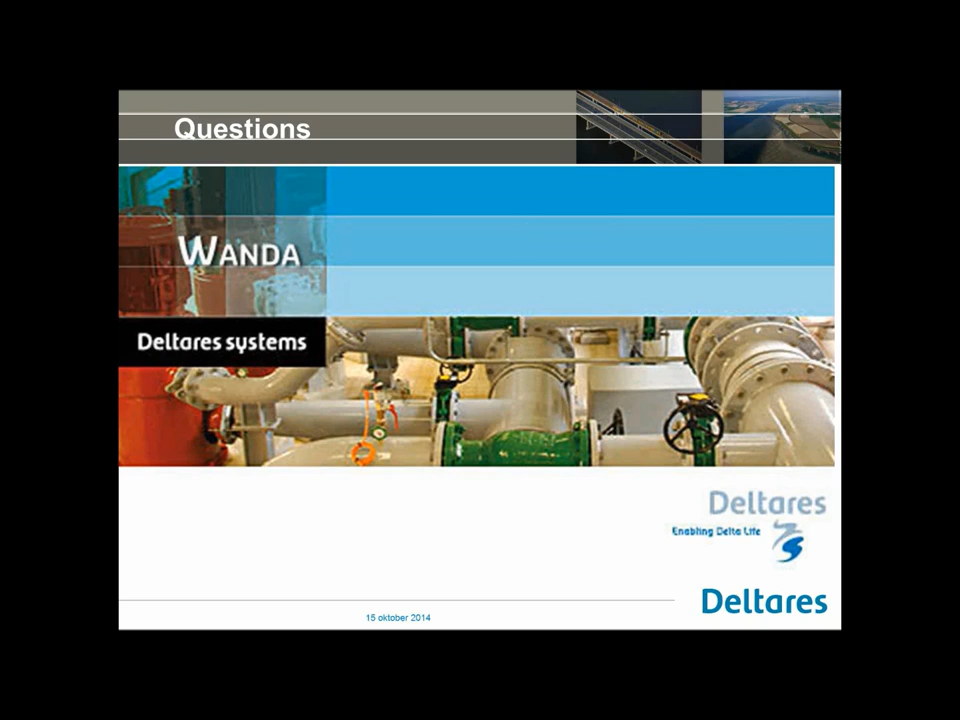 Questions
WANDA
Deltares systems
Deltares
Enabling Delta Life
Deltares
15 oktober 2014